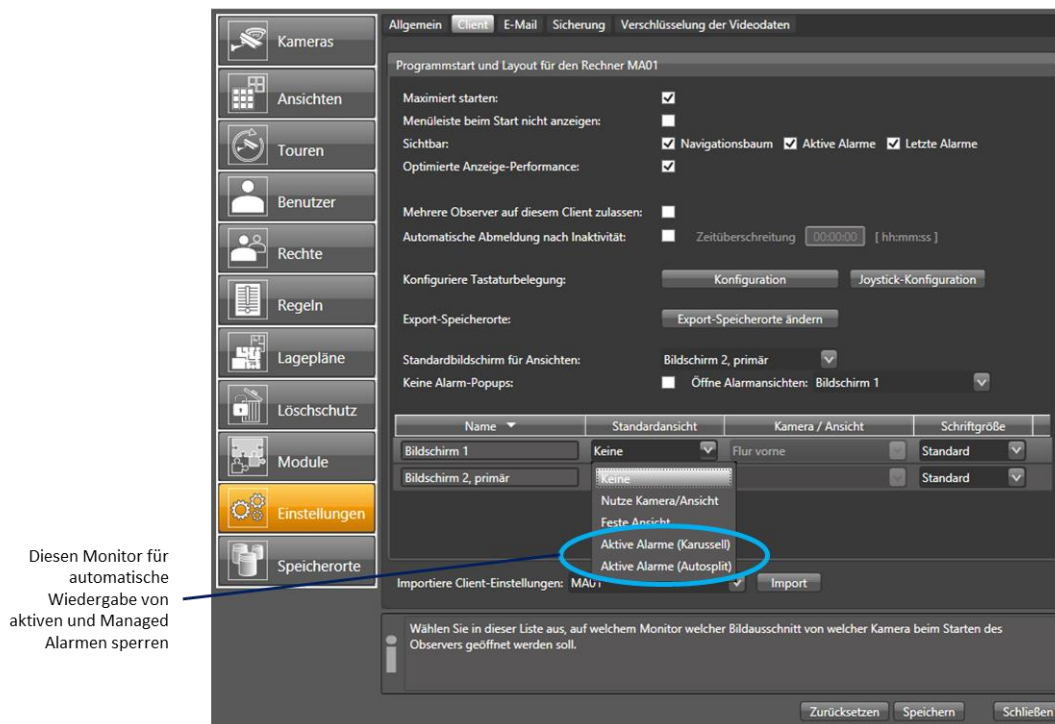 Kameras
Ansichten
Touren
Benutzer
Rechte
Regeln
Lagepläne
Löschschutz
Module
Einstellungen
Speicherorte
Diesen Monitor für
automatische
Wiedergabe von
aktiven und Managed
Alarmen sperren
Allgemein Client E-Mail Sicherung Verschlüsselung der Videodaten
Programmstart und Layout für den Rechner MA01
Maximiert starten:
Menüleiste beim Start nicht anzeigen:
Sichtbar: Navigationsbaum Aktive Alarme Letzte Alarme
Optimierte Anzeige-Performance:
Mehrere Observer auf diesem Client zulassen:
Automatische Abmeldung nach Inaktivität: Zeitüberschreitung 00:00:00 [ hh:mm:ss ]
Konfiguriere Tastaturbelegung: Konfiguration Joystick-Konfiguration
Export-Speicherorte: Export-Speicherorte ändern
Standardbildschirm für Ansichten: Bildschirm 2, primär
Keine Alarm-Popups: Öffne Alarmansichten: Bildschirm 1
Name Standardansicht Kamera / Ansicht Schriftgröße
Bildschirm 1 Keine Flur vorne Standard
Bildschirm 2, primär Standard
Keine
Nutze Kamera/Ansicht
Feste Ansicht
Aktive Alarme (Karussell)
Aktive Alarme (Autosplit)
Importiere Client-Einstellungen: MA01 Import
Wählen Sie in dieser Liste aus, auf welchem Monitor welcher Bildausschnitt von welcher Kamera beim Starten des
Observers geöffnet werden soll.
Zurücksetzen Speichern Schließen